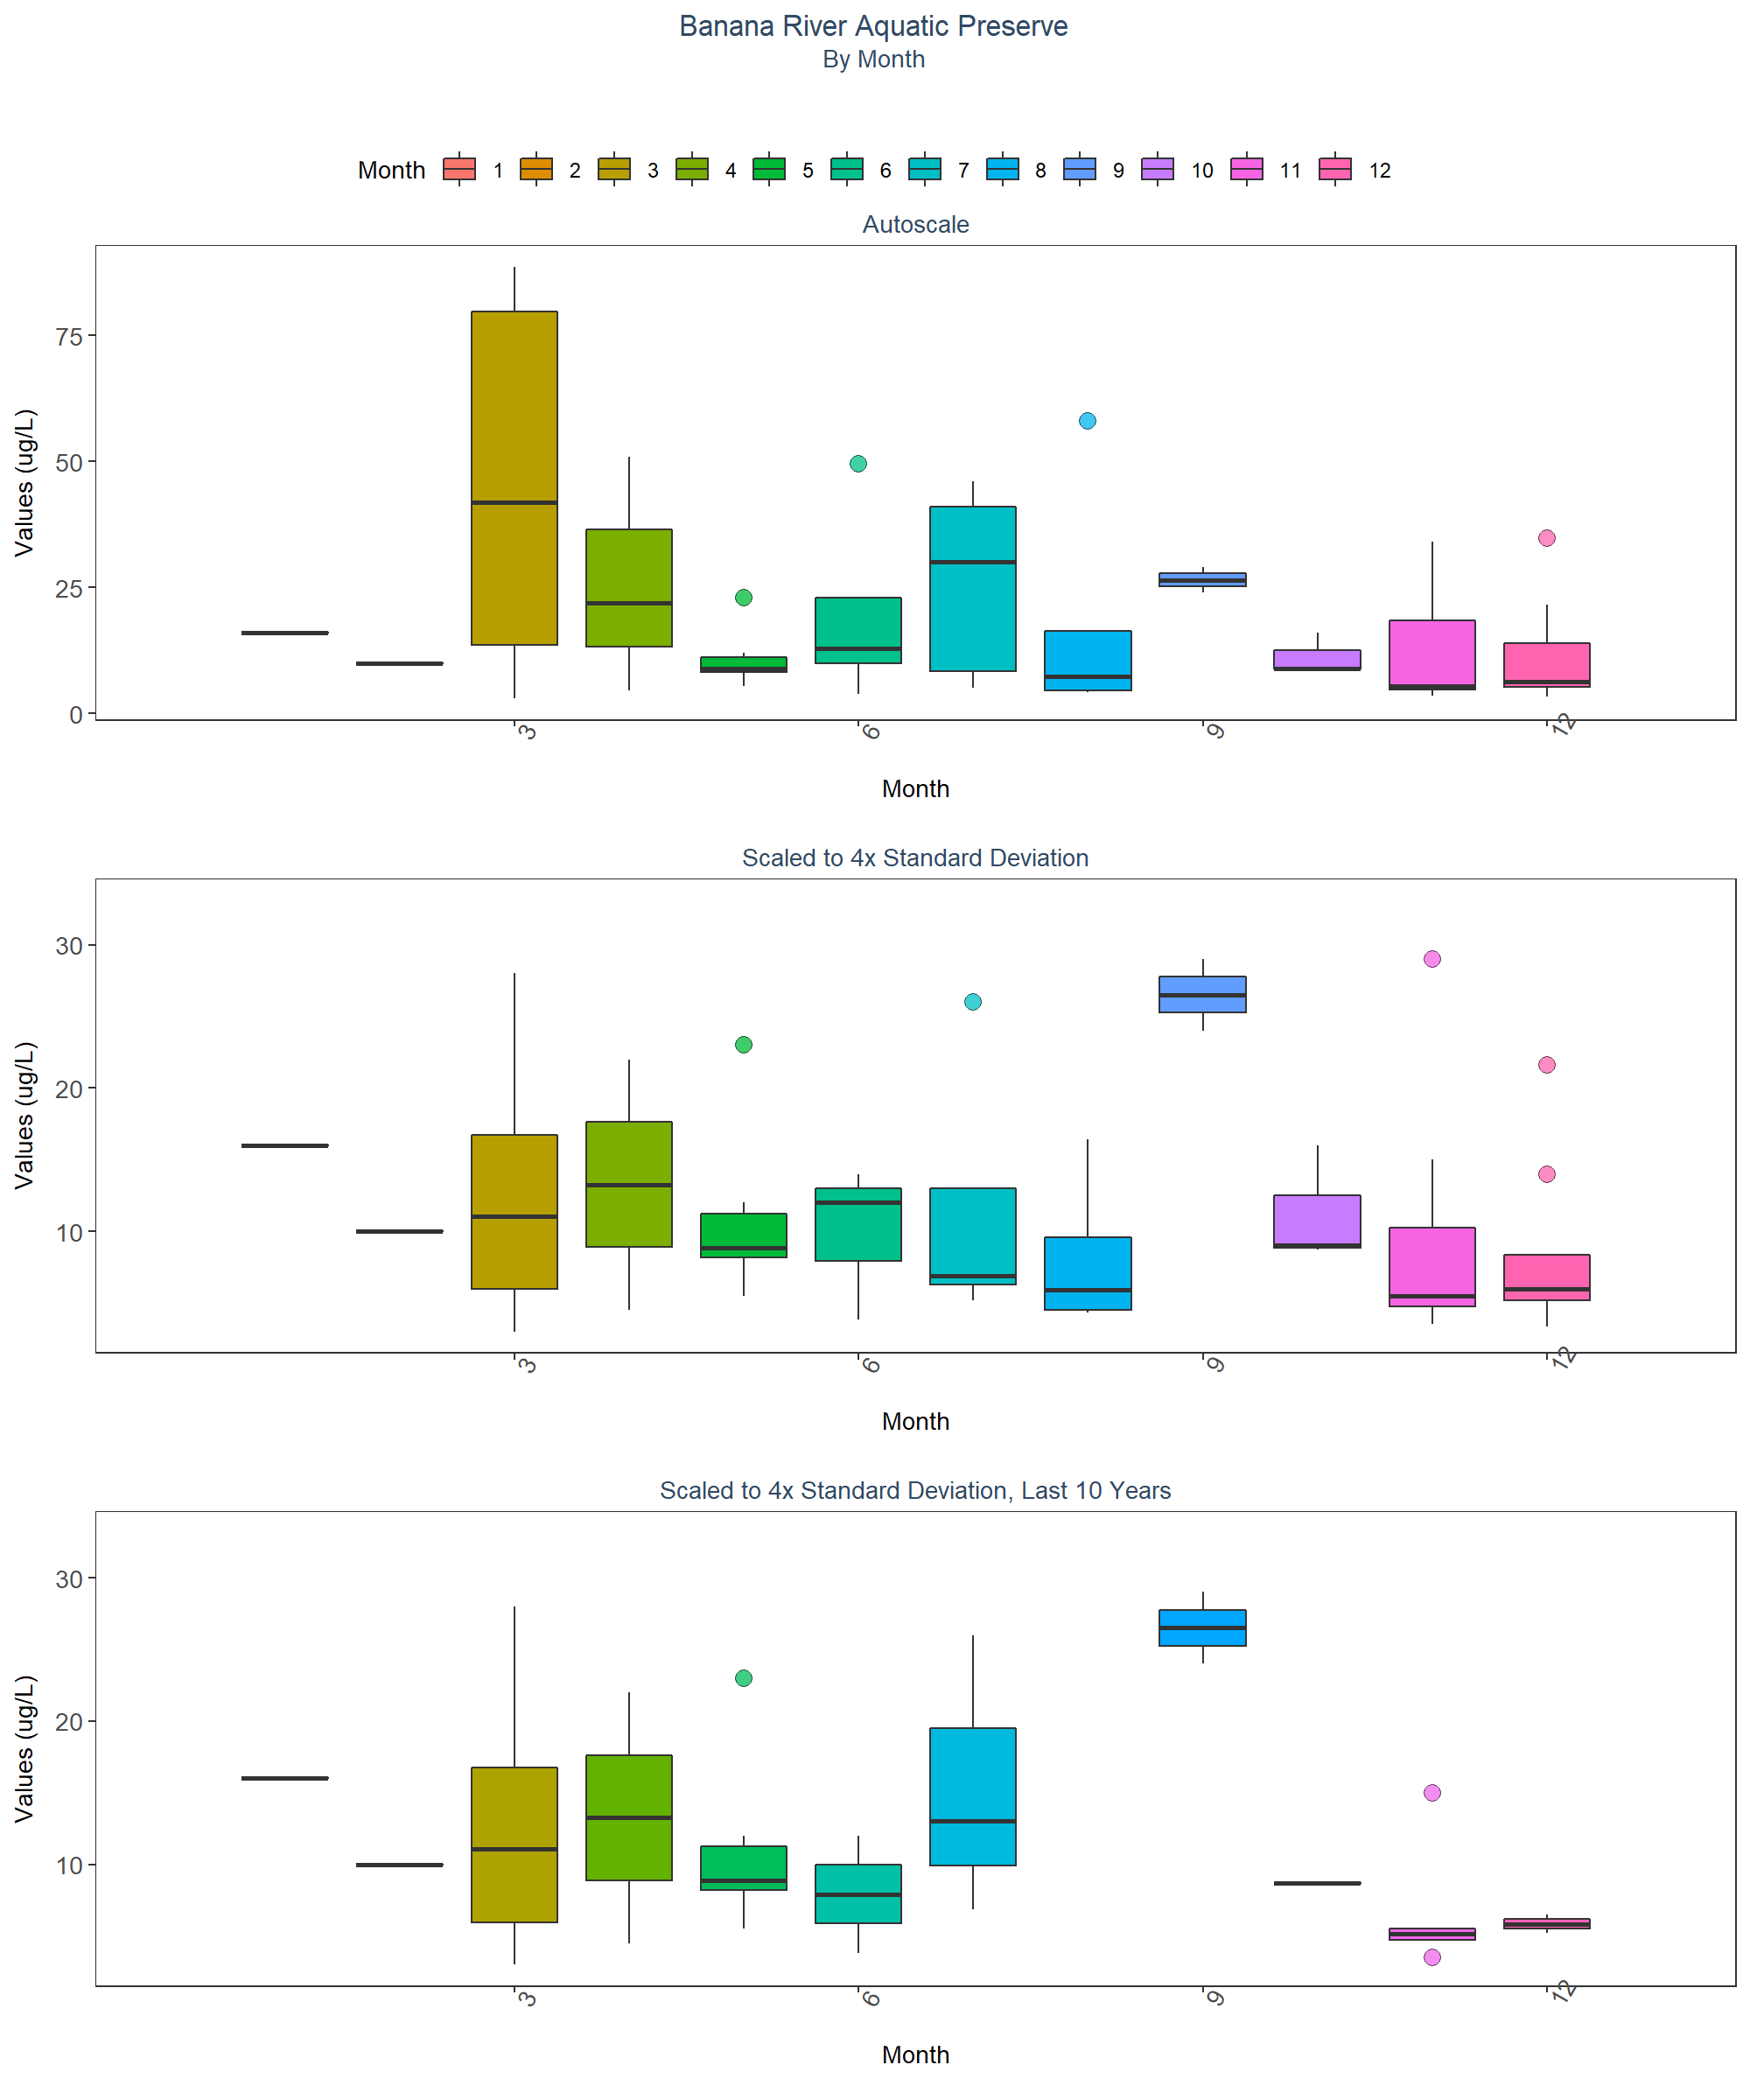 Banana River Aquatic Preserve
By Month
Month 1 2 3 4 5 6 7 8 9 10 11 12
Autoscale
Values (ug/L)
75
50
25
0
3 6 9 12
Month
Scaled to 4x Standard Deviation
Values (ug/L)
30
20
10
3 6 9 12
Month
Scaled to 4x Standard Deviation, Last 10 Years
Values (ug/L)
30
20
10
3 6 9 12
Month